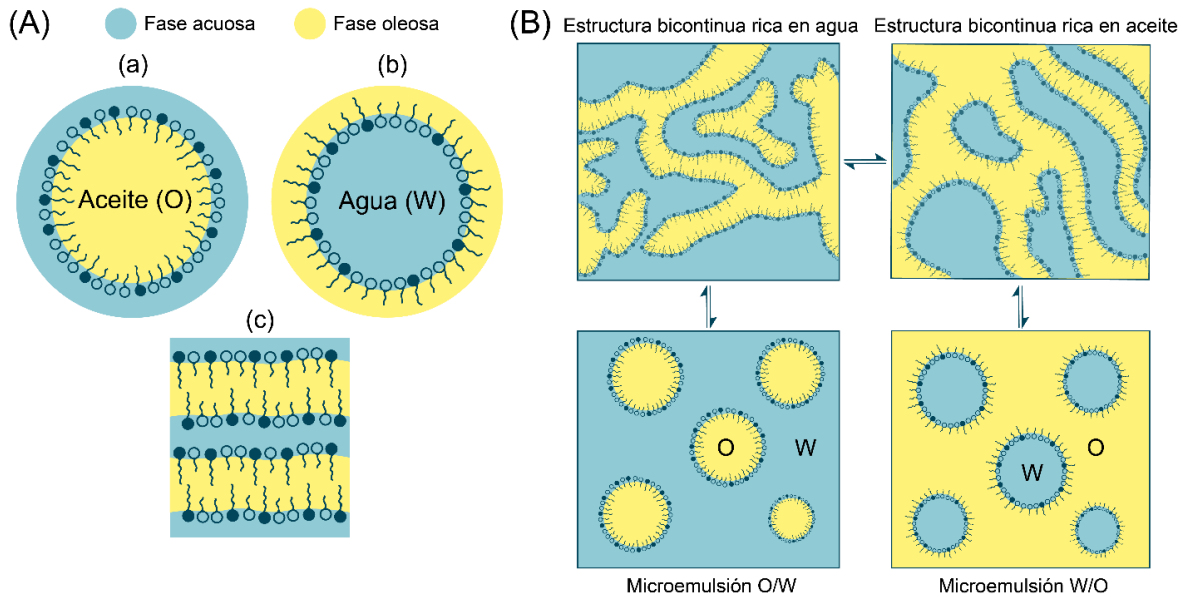 (A)
Fase acuosa
Fase oleosa
(a)
Aceite (O)
(b)
Agua (W)
(c)
(B)
Estructura bicontinua rica en agua
Estructura bicontinua rica en aceite
O
W
Microemulsión O/W
O
W
Microemulsión W/O